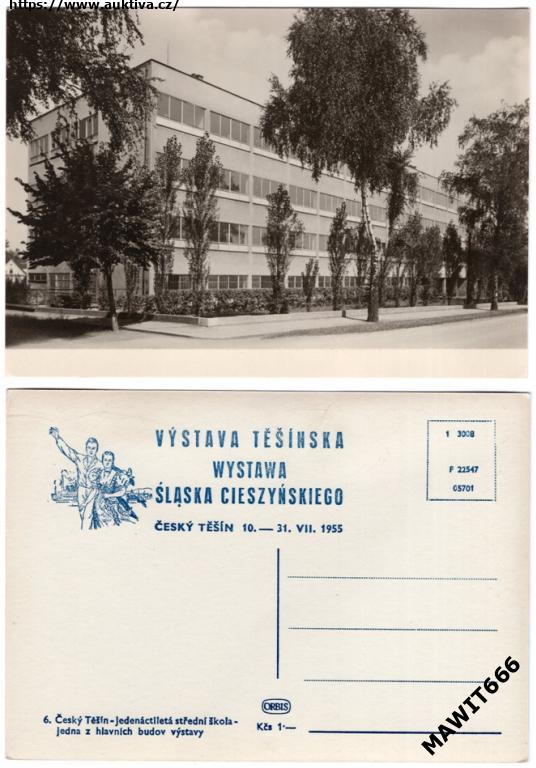 https://www.auktiva.cz/
VÝSTAVA TĚŠÍNSKA
WYSTAWA
ŚLĄSKA CIESZYŃSKIEGO
ČESKÝ TĚŠÍN 10. — 31. VII. 1955
1 3008
F 22547
05701
6. Český Těšín - jedenáctiletá střední škola -
jedna z hlavních budov výstavy
ORBIS
Kčs 1·—
MAWIT666